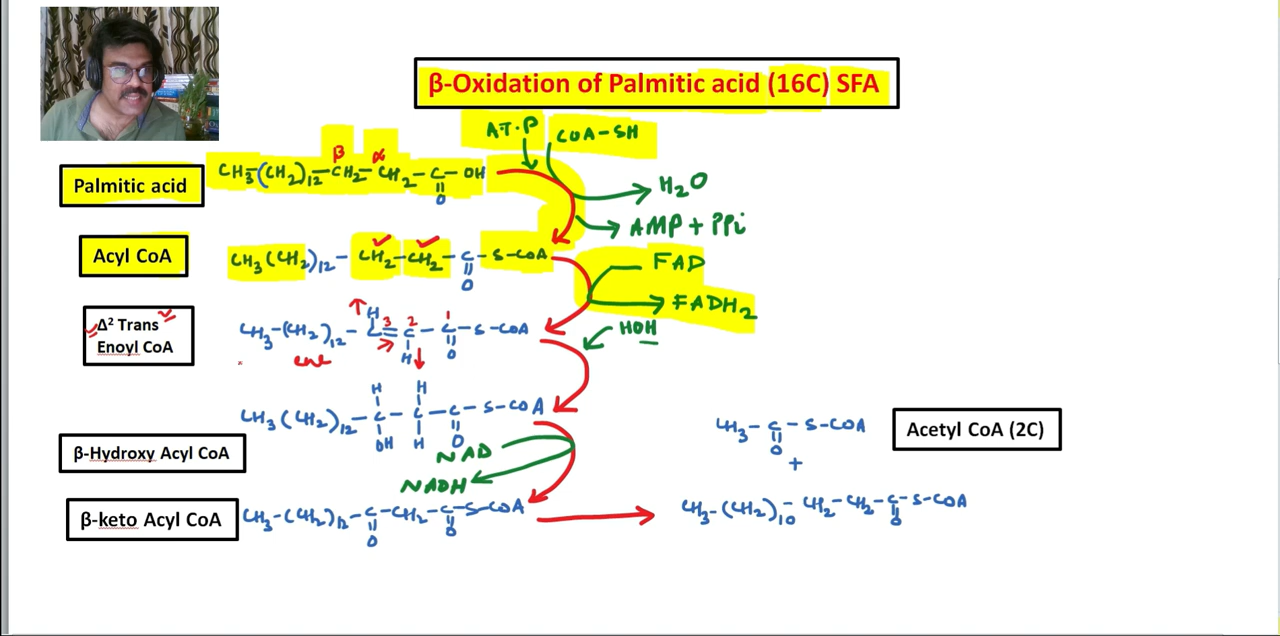 β-Oxidation of Palmitic acid (16C) SFA
A.T.P COA-SH
β α
Palmitic acid CH3-(CH2)12-CH2-CH2-C-OH
O
H2O
AMP + PPi
Acyl CoA CH3(CH2)12-CH2-CH2-C-S-COA
O
FAD
FADH2
Δ² Trans
Enoyl CoA
H 3 2 1
CH3-(CH2)12-C=C-C-S-COA
H O
ene
HOH
H H
CH3(CH2)12-C-C-C-S-COA
OH H O
β-Hydroxy Acyl CoA
NAD
NADH
β-keto Acyl CoA CH3-(CH2)12-C-CH2-C-S-COA
O O
CH3-C-S-COA Acetyl CoA (2C)
O
+
CH3-(CH2)10-CH2-CH2-C-S-COA
O